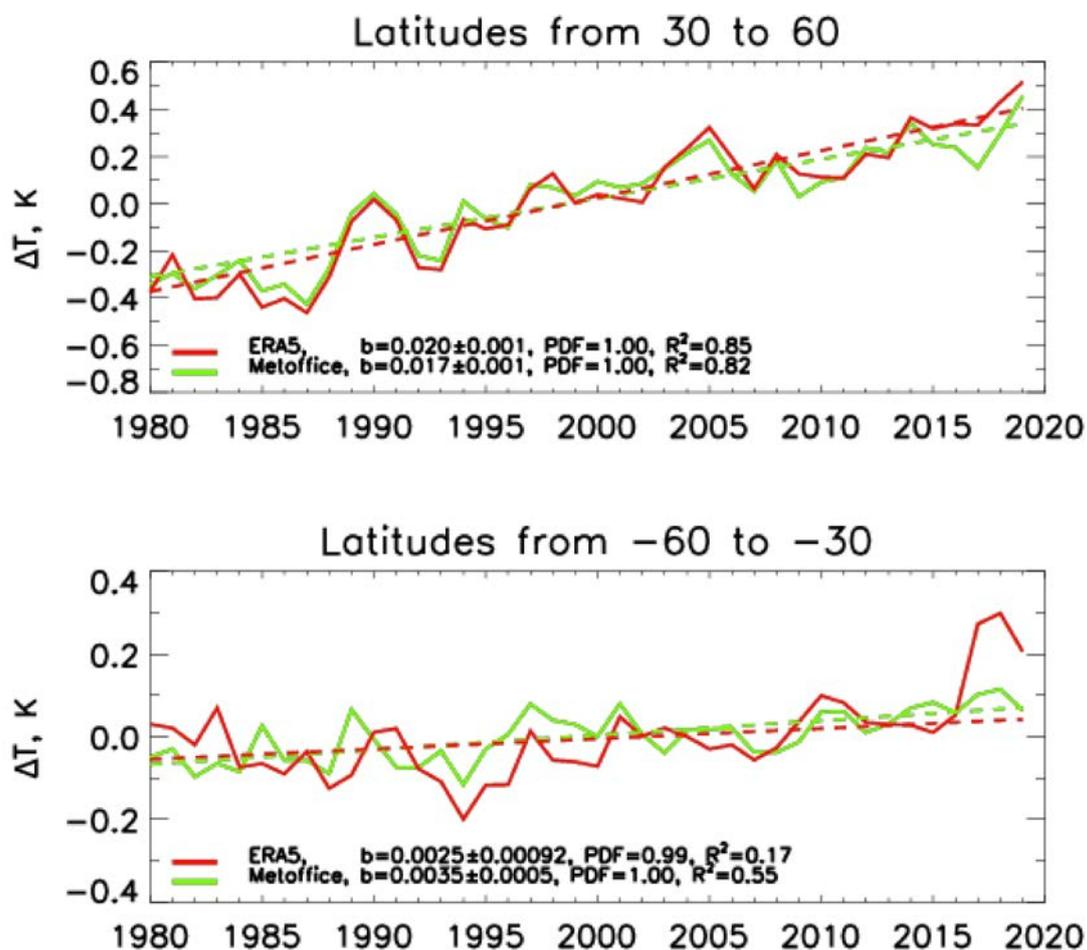 Latitudes from 30 to 60
0.6
0.4
0.2
0.0
−0.2
−0.4
−0.6
−0.8
ΔT, K
ERA5, b=0.020±0.001, PDF=1.00, R²=0.85
Metoffice, b=0.017±0.001, PDF=1.00, R²=0.82
1980 1985 1990 1995 2000 2005 2010 2015 2020
Latitudes from −60 to −30
0.4
0.2
0.0
−0.2
−0.4
ΔT, K
ERA5, b=0.0025±0.00092, PDF=0.99, R²=0.17
Metoffice, b=0.0035±0.0005, PDF=1.00, R²=0.55
1980 1985 1990 1995 2000 2005 2010 2015 2020